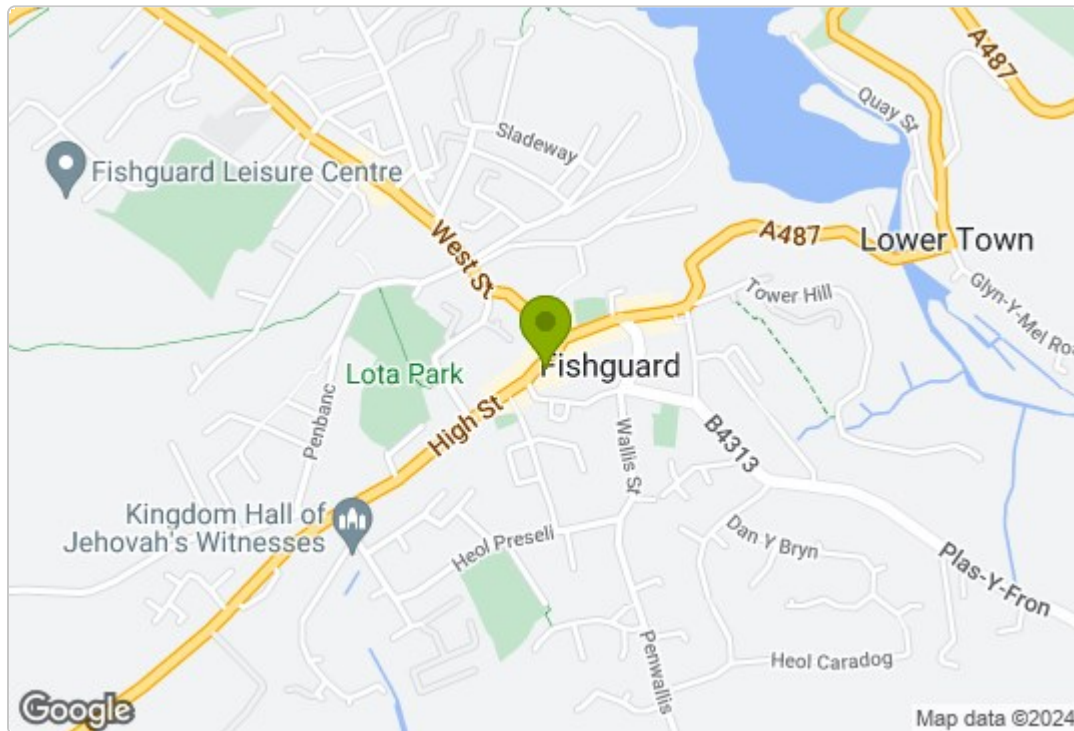 A487
Quay St
Sladeway
Fishguard Leisure Centre
West St
A487
Lower Town
Tower Hill
Glyn-Y-Mel Ro
Fishguard
Lota Park
High St
Penbanc
Wallis St
B4313
Kingdom Hall of
Jehovah's Witnesses
Heol Preseli
Dan Y Bryn
Plas-Y-Fron
Penwallis
Heol Caradog
Google
Map data ©2024